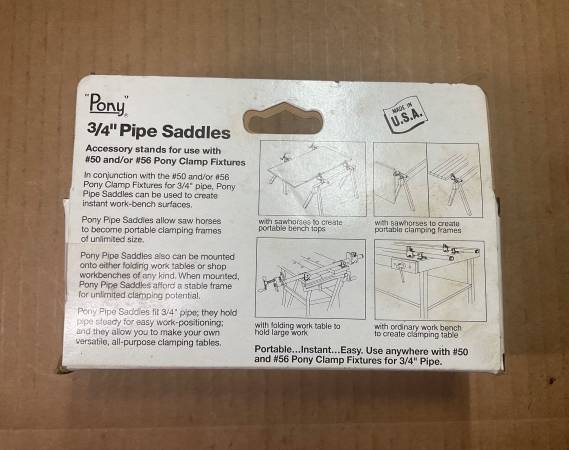 "Pony"®
3/4" Pipe Saddles
Accessory stands for use with
#50 and/or #56 Pony Clamp Fixtures
In conjunction with the #50 and/or #56
Pony Clamp Fixtures for 3/4" pipe, Pony
Pipe Saddles can be used to create
instant work-bench surfaces.
Pony Pipe Saddles allow saw horses
to become portable clamping frames
of unlimited size.
Pony Pipe Saddles also can be mounted
onto either folding work tables or shop
workbenches of any kind. When mounted,
Pony Pipe Saddles afford a stable frame
for unlimited clamping potential.
Pony Pipe Saddles fit 3/4" pipe; they hold
pipe steady for easy work-positioning;
and they allow you to make your own
versatile, all-purpose clamping tables.
MADE IN
U.S.A.
with sawhorses to create
portable bench tops
with sawhorses to create
portable clamping frames
with folding work table to
hold large work
with ordinary work bench
to create clamping table
Portable...Instant...Easy. Use anywhere with #50
and #56 Pony Clamp Fixtures for 3/4" Pipe.